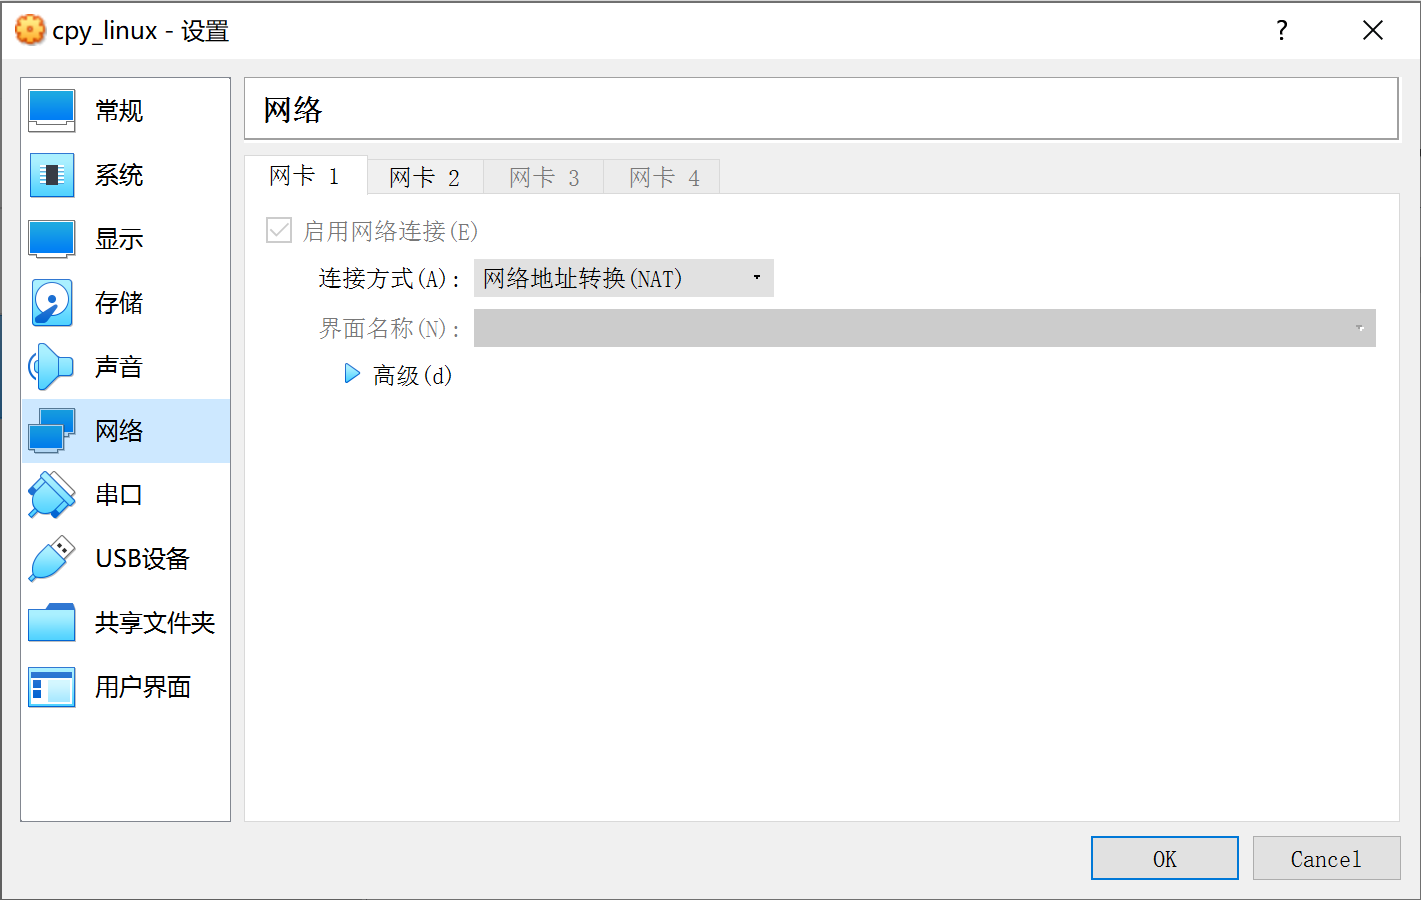 cpy_linux - 设置
?
常规
系统
显示
存储
声音
网络
串口
USB设备
共享文件夹
用户界面
网络
网卡 1 网卡 2 网卡 3 网卡 4
启用网络连接(E)
连接方式(A): 网络地址转换(NAT)
界面名称(N):
高级(d)
OK Cancel